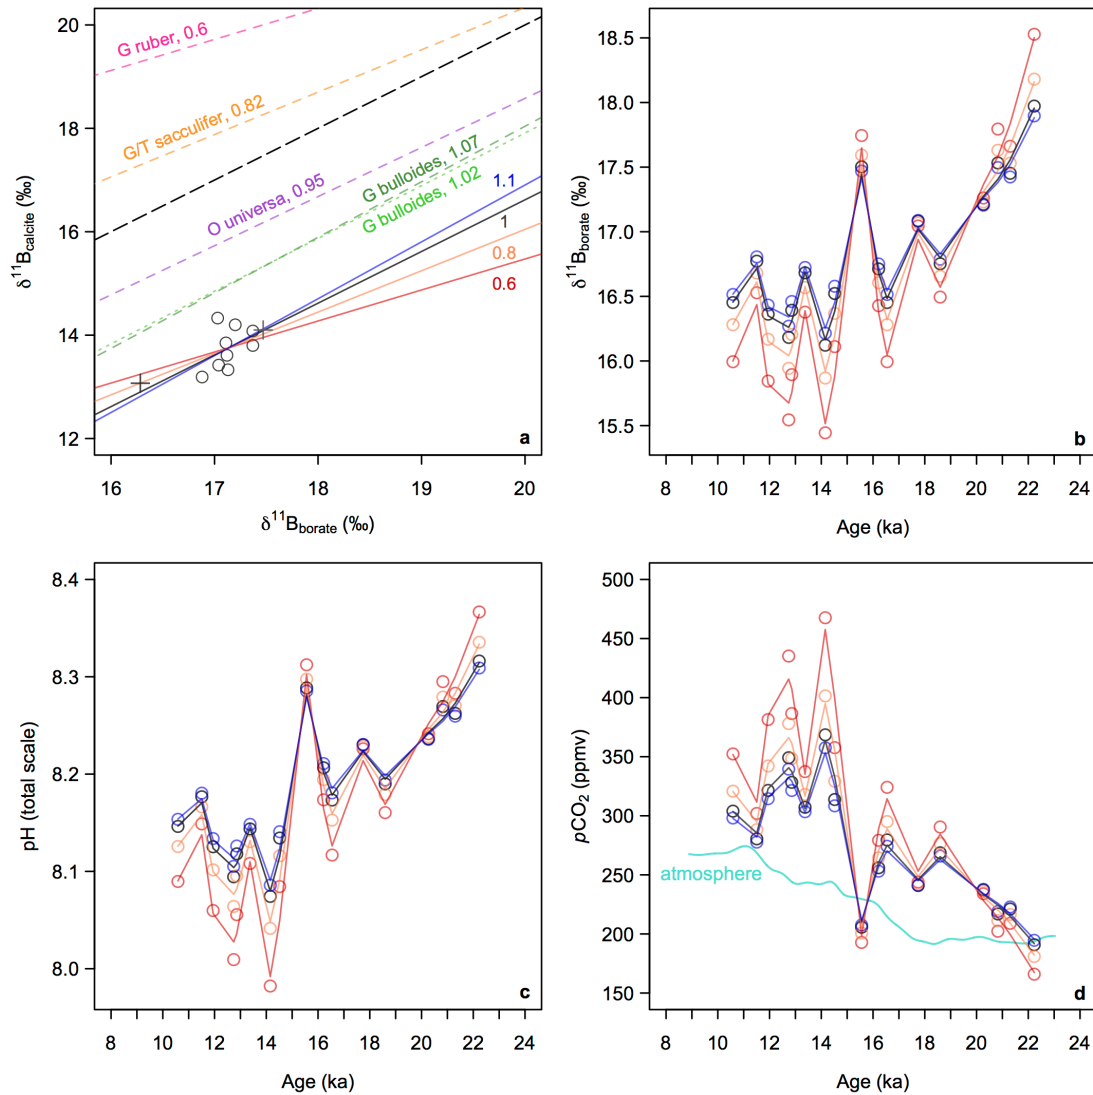 20
18
16
14
12
δ¹¹B_calcite (‰)
G ruber, 0.6
G/T sacculifer, 0.82
O universa, 0.95
G bulloides, 1.07
G bulloides, 1.02
1.1
1
0.8
0.6
a
16 17 18 19 20
δ¹¹B_borate (‰)
18.5
18.0
17.5
17.0
16.5
16.0
15.5
δ¹¹B_borate (‰)
b
8 10 12 14 16 18 20 22 24
Age (ka)
8.4
8.3
8.2
8.1
8.0
pH (total scale)
c
8 10 12 14 16 18 20 22 24
Age (ka)
500
450
400
350
300
250
200
150
pCO₂ (ppmv)
atmosphere
d
8 10 12 14 16 18 20 22 24
Age (ka)